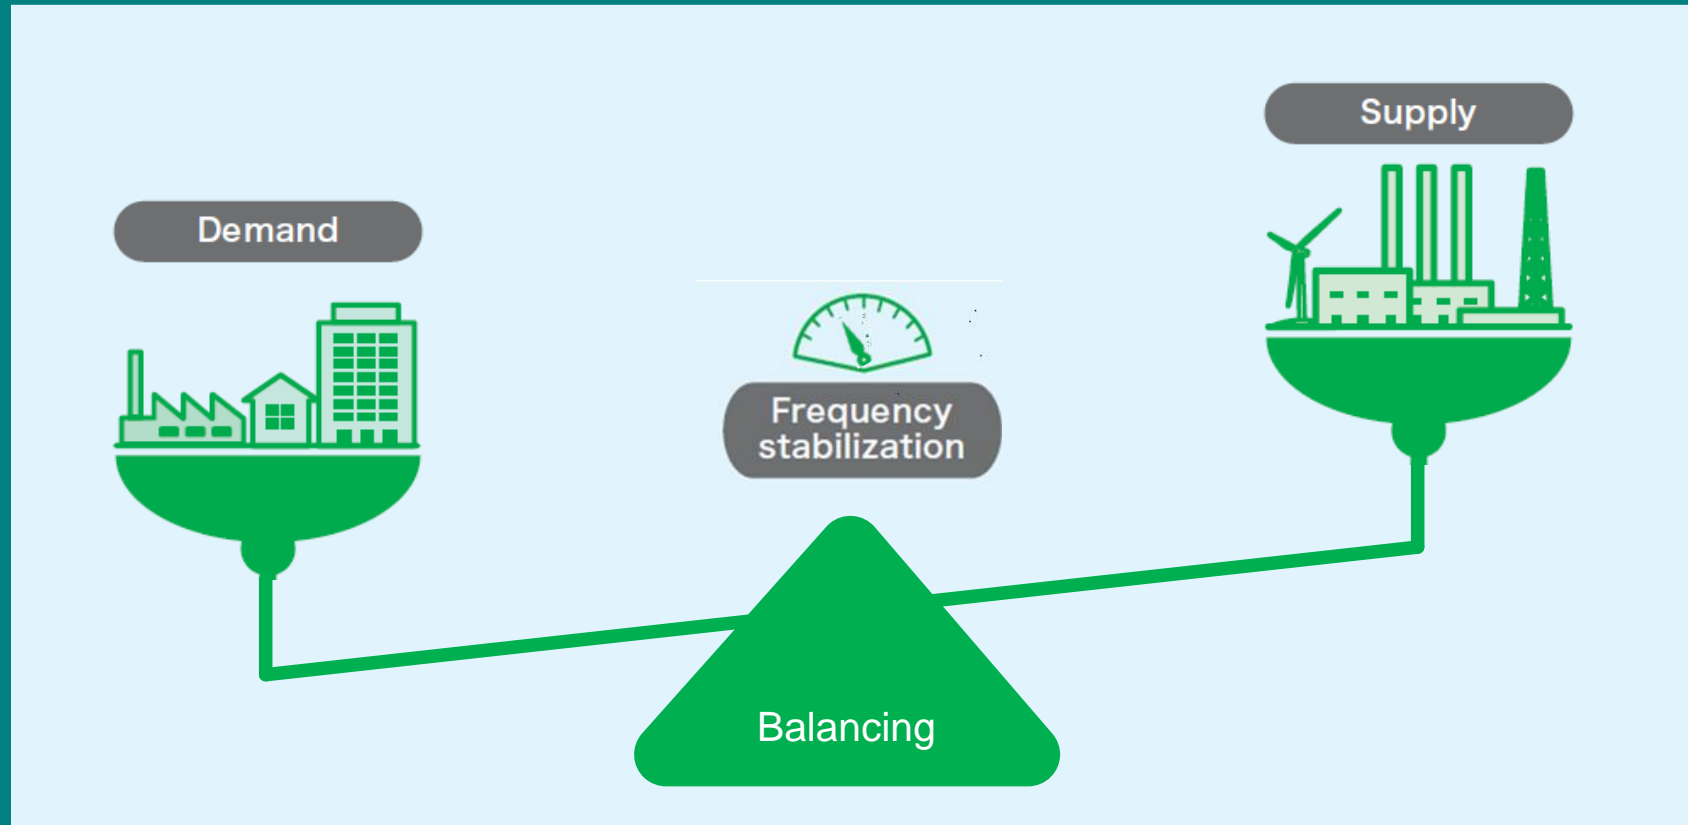 Supply
Demand
Frequency
stabilization
Balancing